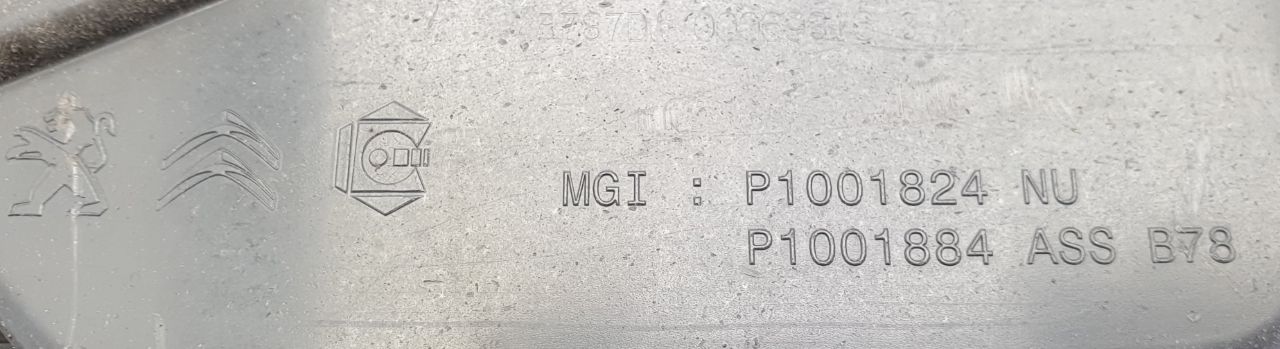 MGI : P1001824 NU
P1001884 ASS B78